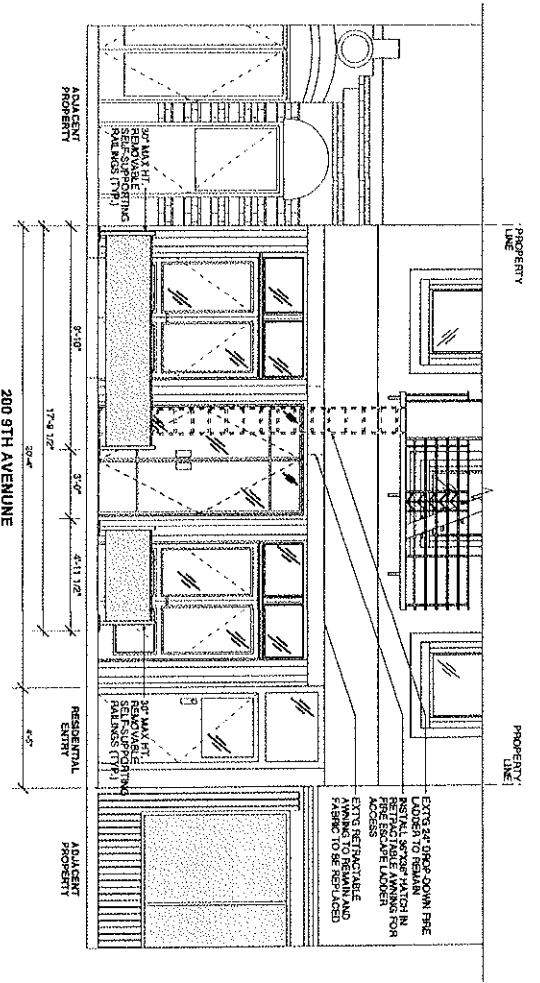 PROPERTY
LINE
PROPERTY
LINE
EXT'G 24" DROP-DOWN FIRE
LADDER TO REMAIN
INSTALL 36"X36" HATCH IN
RETRACTABLE AWNING FOR
FIRE ESCAPE LADDER
ACCESS
EXT'G RETRACTABLE
AWNING TO REMAIN AND
FABRIC TO BE REPLACED
30" MAX HT.
REMOVABLE
SELF-SUPPORTING
RAILINGS (TYP.)
30" MAX HT.
REMOVABLE
SELF-SUPPORTING
RAILINGS (TYP.)
ADJACENT
PROPERTY
9'-10"
3'-0"
4'-11 1/2"
17'-9 1/2"
20'-4"
4'-5"
RESIDENTIAL
ENTRY
ADJACENT
PROPERTY
200 9TH AVENUNE